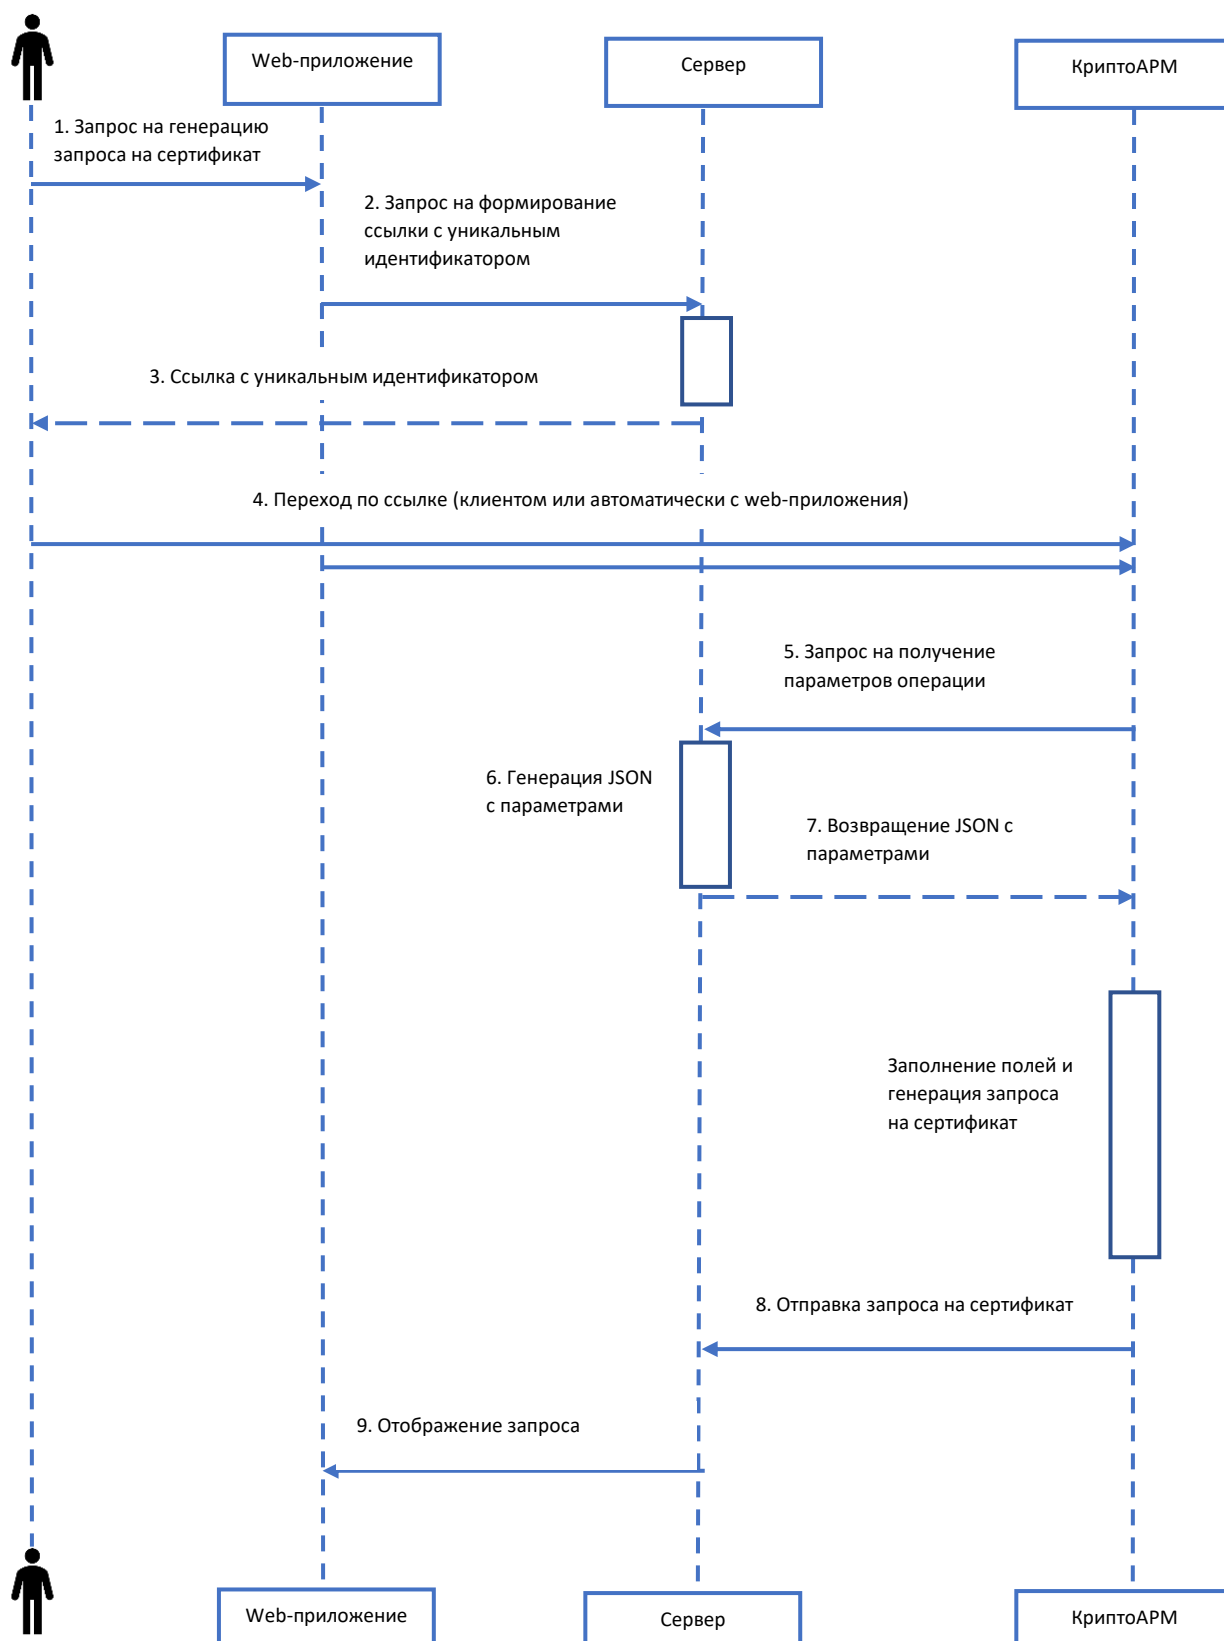 Web-приложение
Сервер
КриптоАРМ
1. Запрос на генерацию
запроса на сертификат
2. Запрос на формирование
ссылки с уникальным
идентификатором
3. Ссылка с уникальным идентификатором
4. Переход по ссылке (клиентом или автоматически с web-приложения)
5. Запрос на получение
параметров операции
6. Генерация JSON
с параметрами
7. Возвращение JSON с
параметрами
Заполнение полей и
генерация запроса
на сертификат
8. Отправка запроса на сертификат
9. Отображение запроса
Web-приложение
Сервер
КриптоАРМ